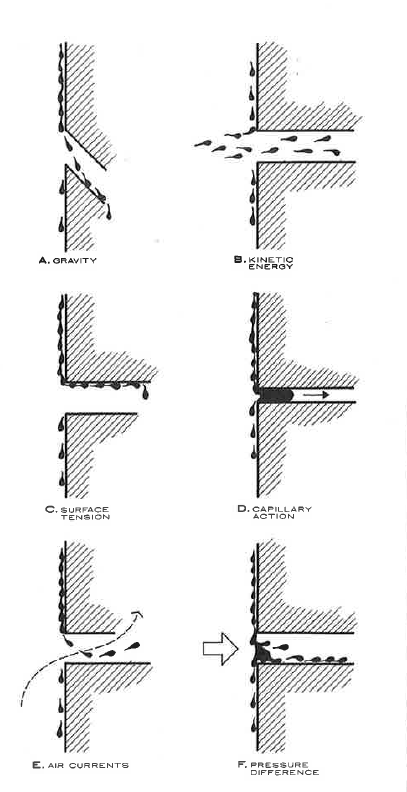 A. GRAVITY
B. KINETIC
ENERGY
C. SURFACE
TENSION
D. CAPILLARY
ACTION
E. AIR CURRENTS
F. PRESSURE
DIFFERENCE